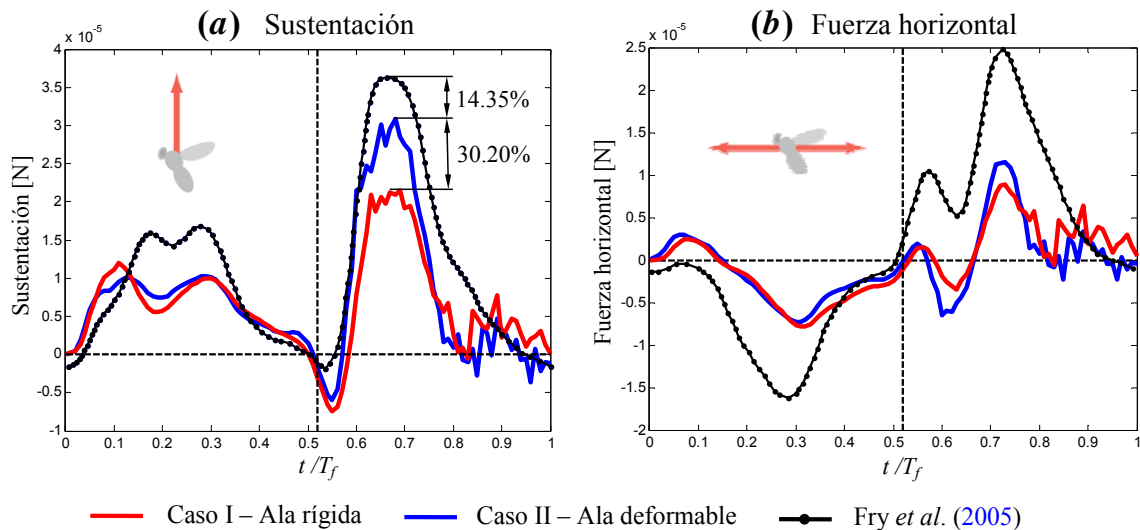 (a) Sustentación
x 10⁻⁵
Sustentación [N]
4
3.5
3
2.5
2
1.5
1
0.5
0
-0.5
-1
14.35%
30.20%
0 0.1 0.2 0.3 0.4 0.5 0.6 0.7 0.8 0.9 1
t /T_f
(b) Fuerza horizontal
x 10⁻⁵
Fuerza horizontal [N]
2.5
2
1.5
1
0.5
0
-0.5
-1
-1.5
-2
0 0.1 0.2 0.3 0.4 0.5 0.6 0.7 0.8 0.9 1
t /T_f
Caso I – Ala rígida
Caso II – Ala deformable
Fry et al. (2005)